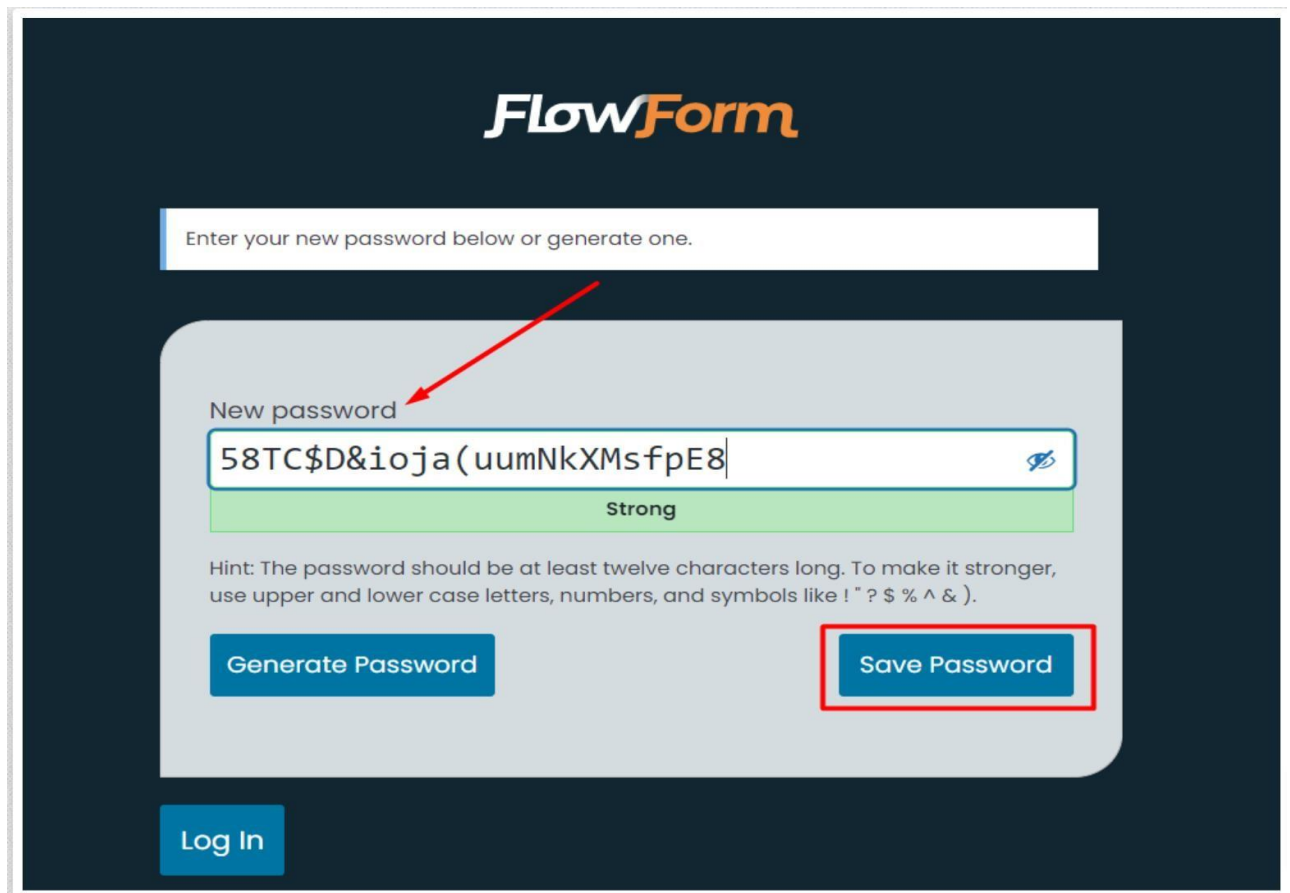 FlowForm
Enter your new password below or generate one.
New password
58TC$D&ioja(uumNkXMsfpE8
Strong
Hint: The password should be at least twelve characters long. To make it stronger,
use upper and lower case letters, numbers, and symbols like ! " ? $ % ^ & ).
Generate Password
Save Password
Log In